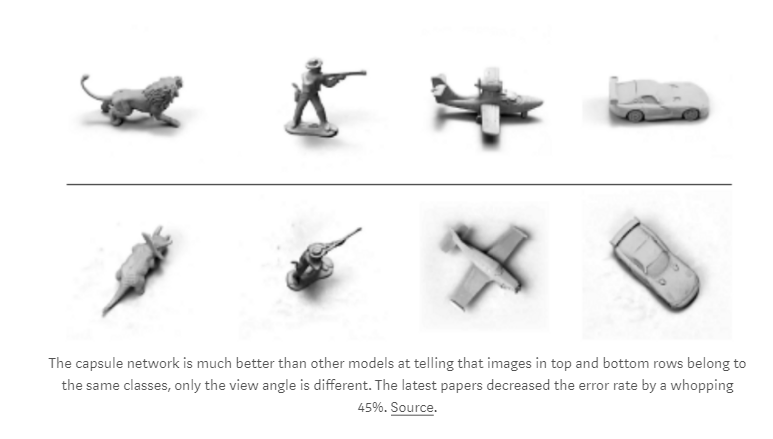 The capsule network is much better than other models at telling that images in top and bottom rows belong to
the same classes, only the view angle is different. The latest papers decreased the error rate by a whopping
45%. Source.